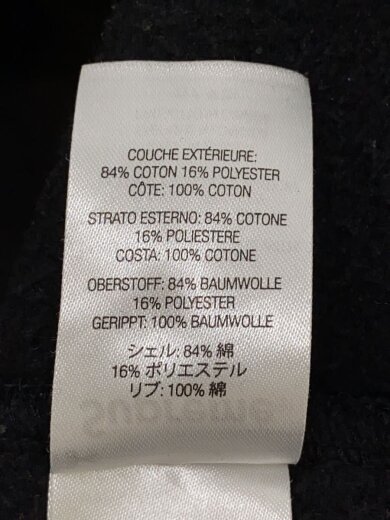 COUCHE EXTÉRIEURE:
84% COTON 16% POLYESTER
CÔTE: 100% COTON
STRATO ESTERNO: 84% COTONE
16% POLIESTERE
COSTA: 100% COTONE
OBERSTOFF: 84% BAUMWOLLE
16% POLYESTER
GERIPPT: 100% BAUMWOLLE
シェル: 84% 綿
16% ポリエステル
リブ: 100% 綿